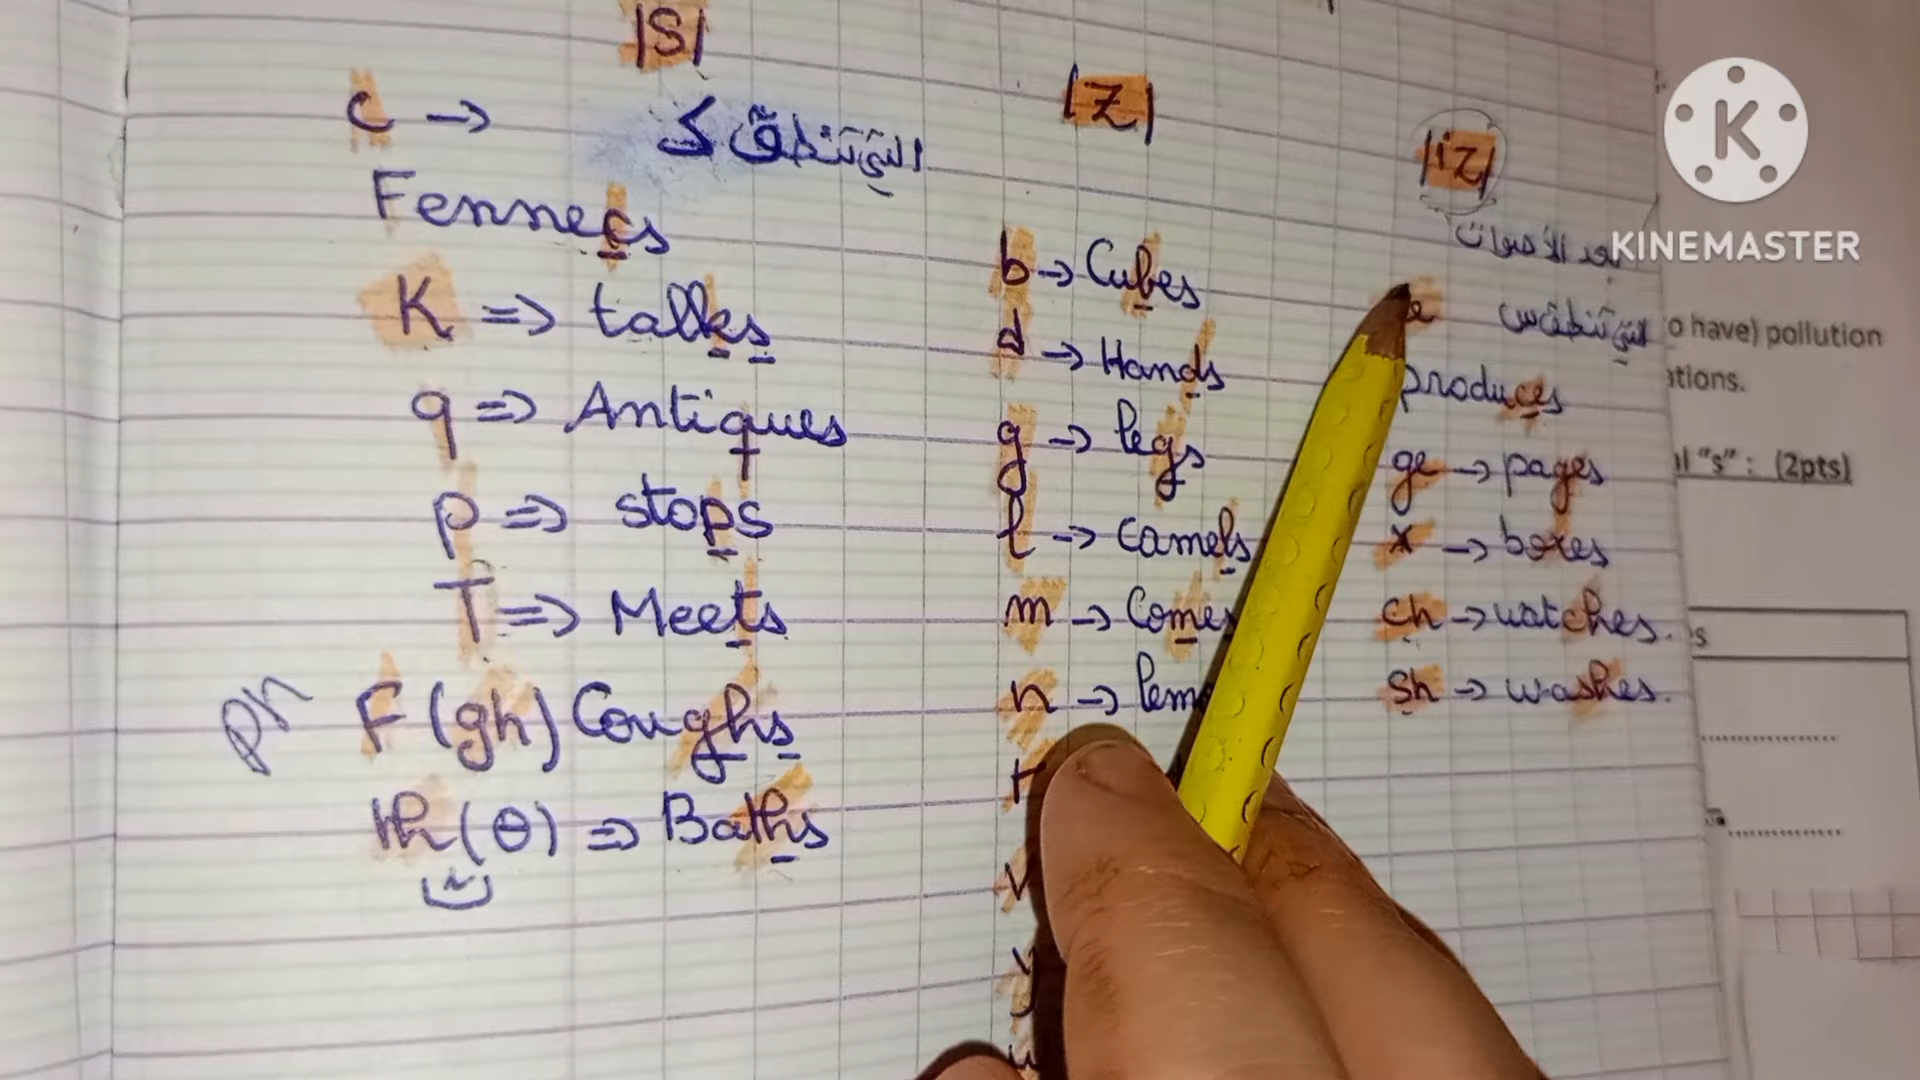 |S|
C → التي تنطق ك
Fennecs
K => talks
q => Antiques
p => stops
T => Meets
ph F (gh) Coughs
th (θ) => Baths
ث
|Z|
b → Cubes
d → Hands
g → legs
l → Camels
m → Comes
n →
r
v
y
|iz|
بعد الأصوات
التي تنطق س
produces
ge → pages
x → boxes
ch → watches.
sh → washes.
K
KINEMASTER
o have) pollution
ations.
al "s" : (2pts)
s